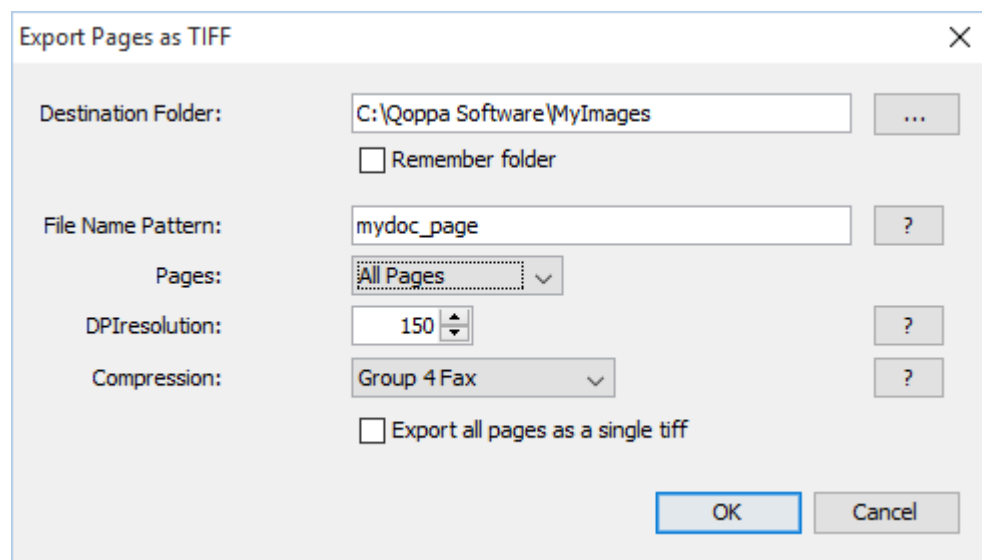 Export Pages as TIFF
Destination Folder: C:\Qoppa Software\MyImages ...
Remember folder
File Name Pattern: mydoc_page ?
Pages: All Pages
DPIresolution: 150 ?
Compression: Group 4 Fax ?
Export all pages as a single tiff
OK Cancel